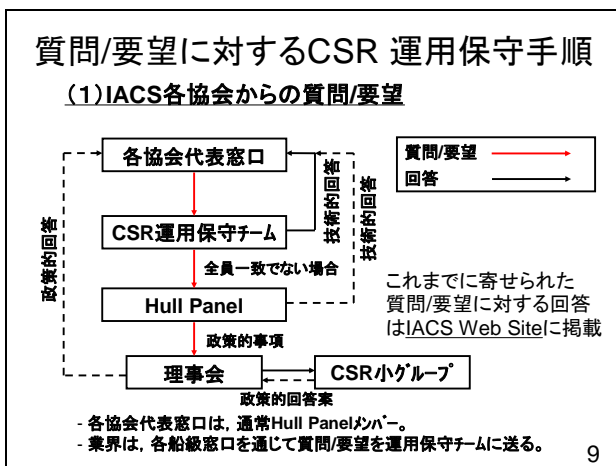 質問/要望に対するCSR 運用保守手順
(1)IACS各協会からの質問/要望
各協会代表窓口
質問/要望
回答
CSR運用保守チーム
政策的回答
技術的回答
技術的回答
全員一致でない場合
Hull Panel
これまでに寄せられた
質問/要望に対する回答
はIACS Web Siteに掲載
政策的事項
理事会
CSR小グループ
政策的回答案
- 各協会代表窓口は，通常Hull Panelメンバー。
- 業界は，各船級窓口を通じて質問/要望を運用保守チームに送る。
9